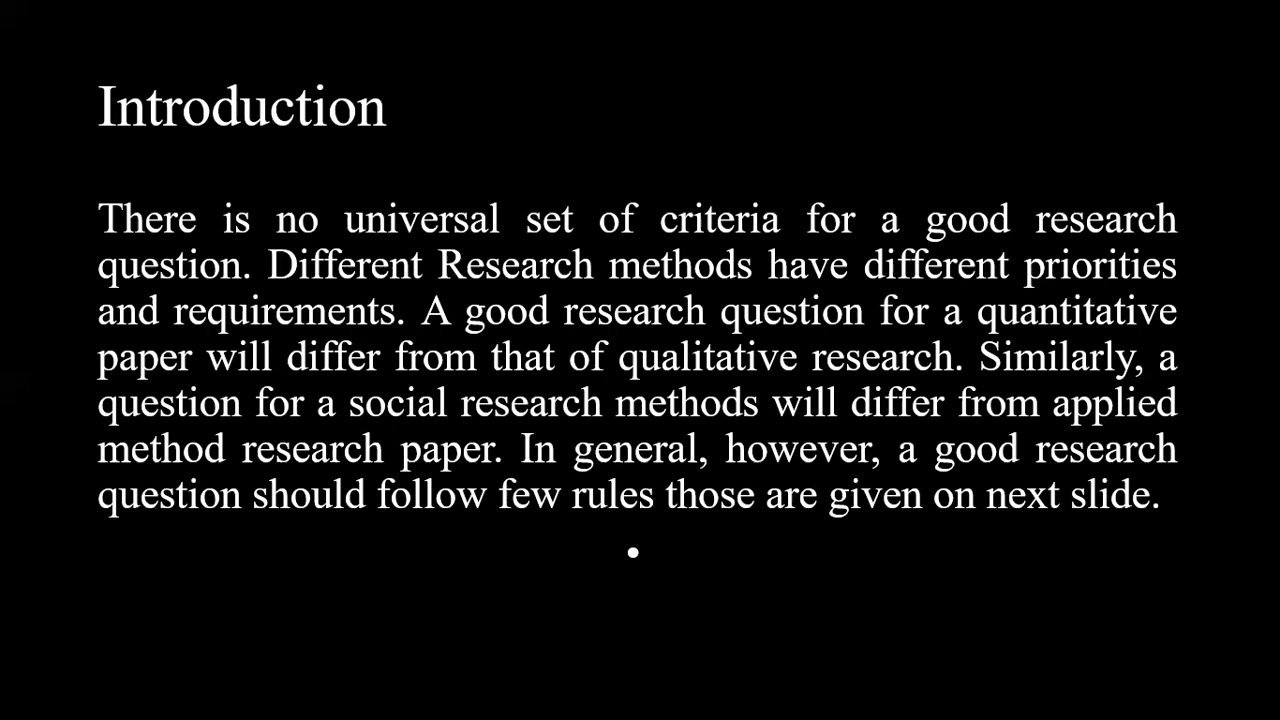 Introduction
There is no universal set of criteria for a good research
question. Different Research methods have different priorities
and requirements. A good research question for a quantitative
paper will differ from that of qualitative research. Similarly, a
question for a social research methods will differ from applied
method research paper. In general, however, a good research
question should follow few rules those are given on next slide.
•